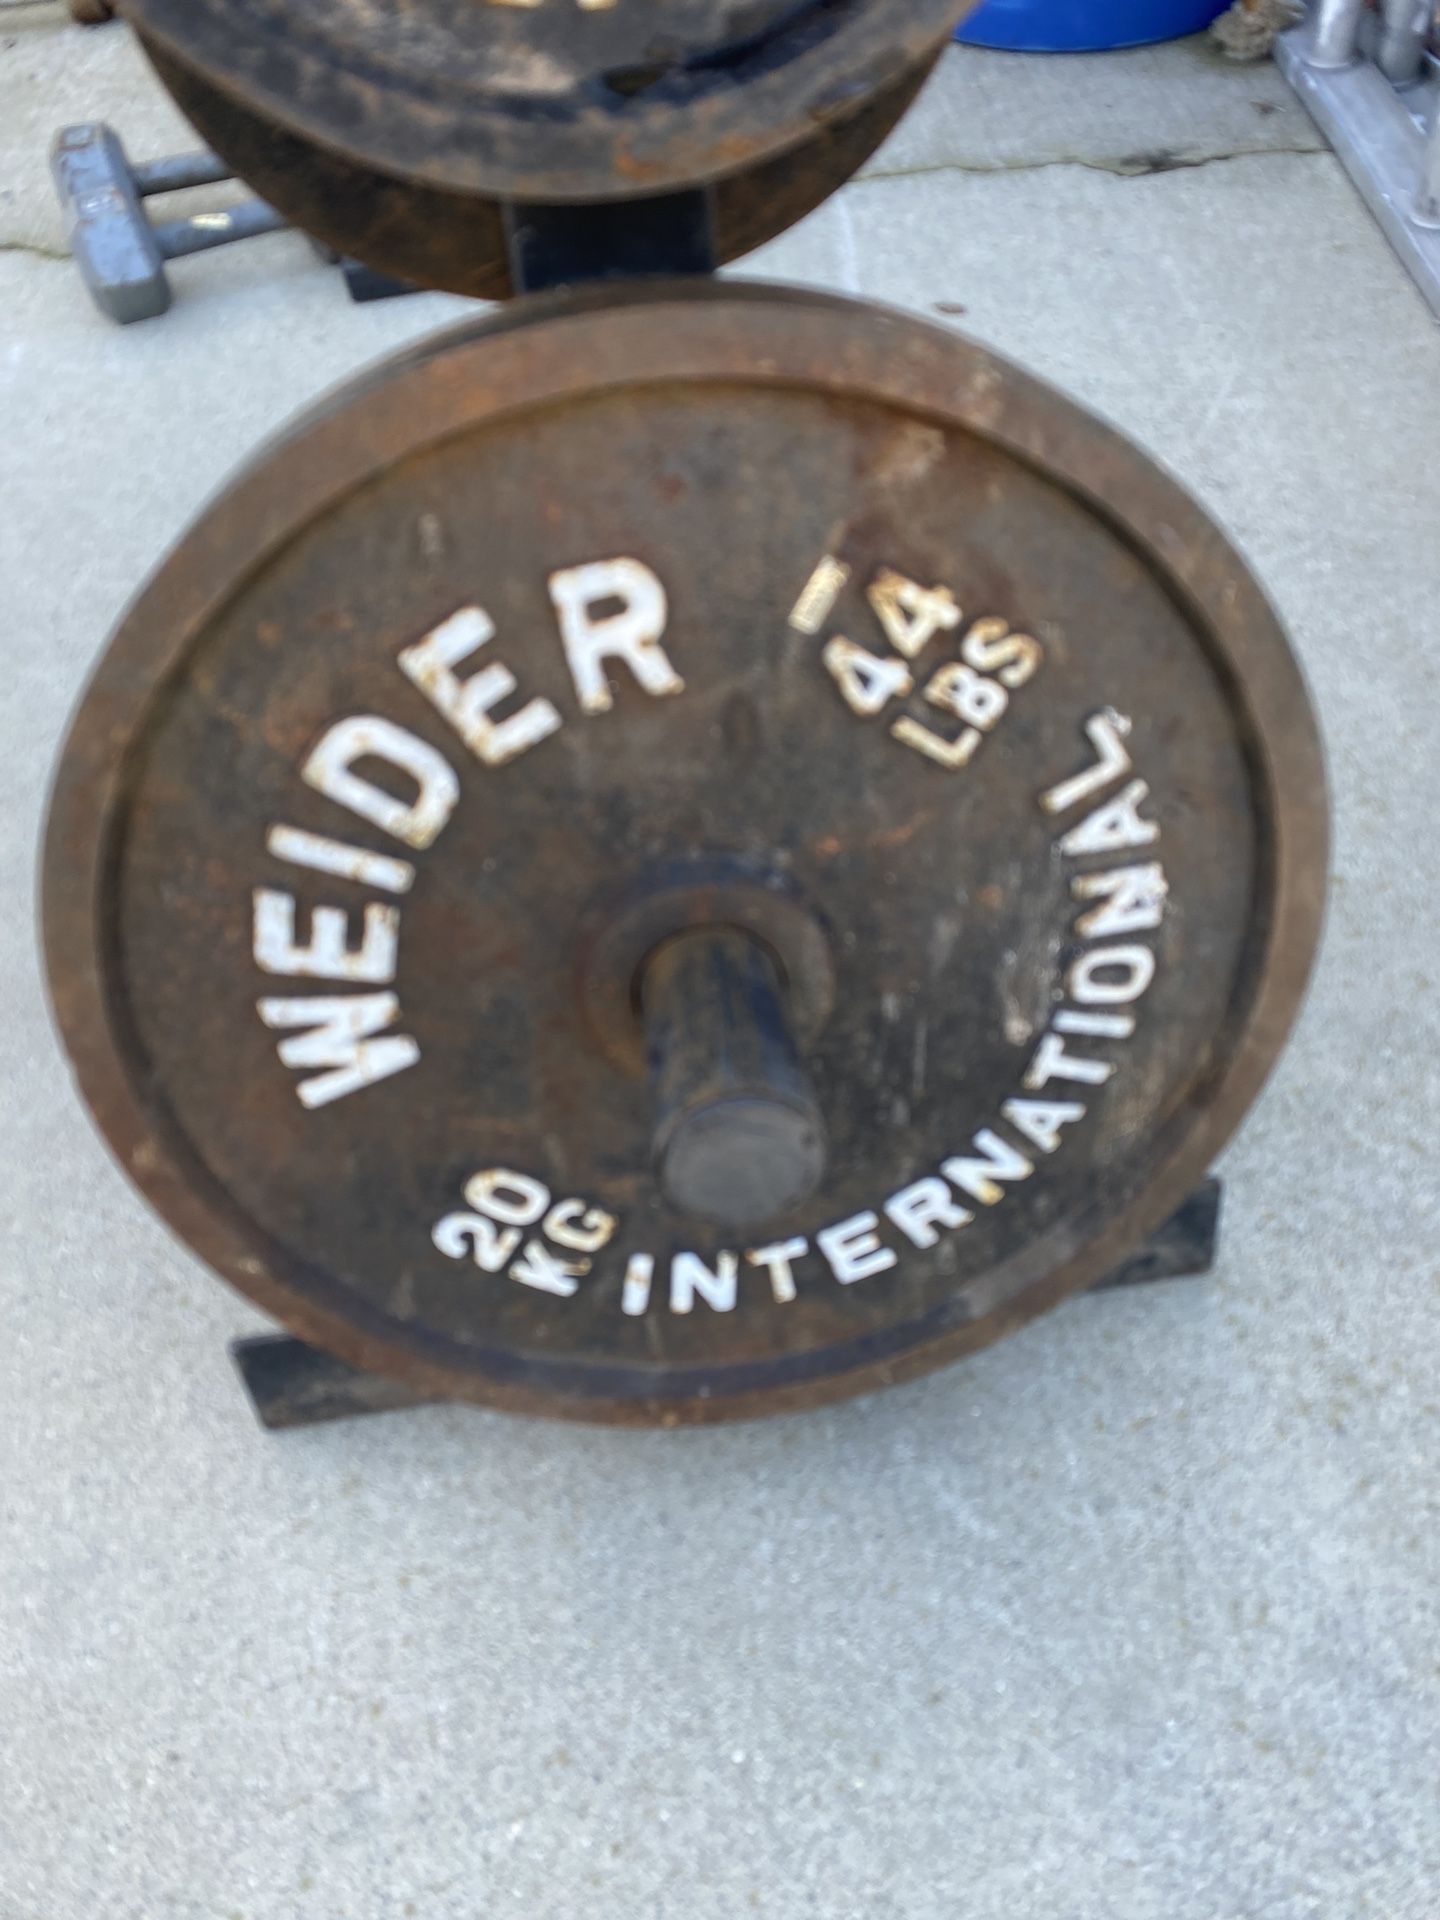 WEIDER
44
LBS
INTERNATIONAL
20
KG